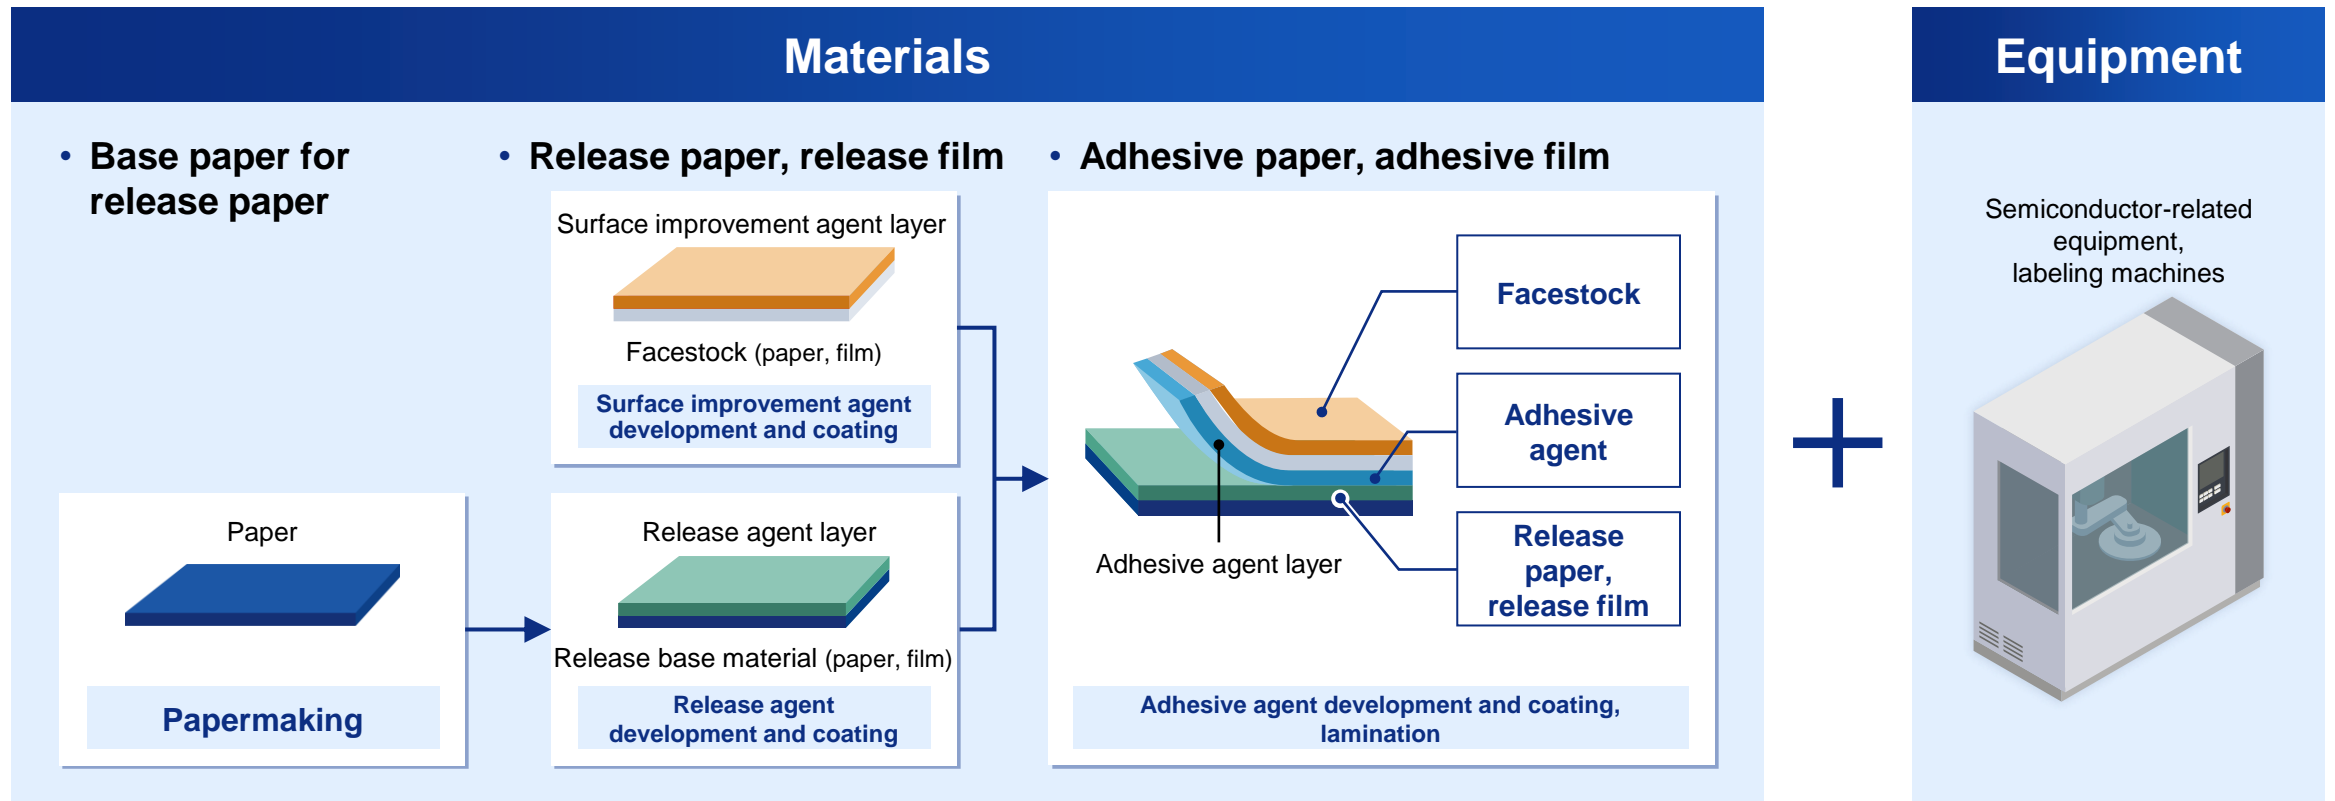 Materials
Equipment
• Base paper for
release paper
• Release paper, release film
• Adhesive paper, adhesive film
Paper
Papermaking
Surface improvement agent layer
Facestock (paper, film)
Surface improvement agent
development and coating
Release agent layer
Release base material (paper, film)
Release agent
development and coating
Facestock
Adhesive
agent
Release
paper,
release film
Adhesive agent layer
Adhesive agent development and coating,
lamination
+
Semiconductor-related
equipment,
labeling machines